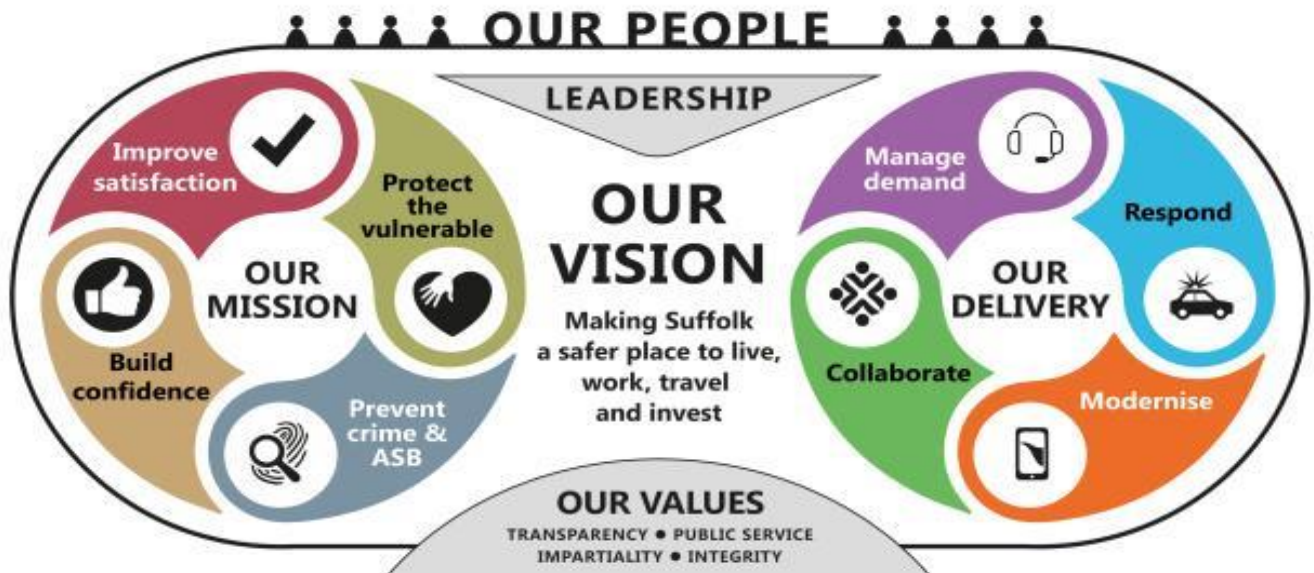 OUR PEOPLE
LEADERSHIP
Improve
satisfaction
Protect
the
vulnerable
OUR
MISSION
Build
confidence
Prevent
crime &
ASB
OUR
VISION
Making Suffolk
a safer place to live,
work, travel
and invest
Manage
demand
Respond
OUR
DELIVERY
Collaborate
Modernise
OUR VALUES
TRANSPARENCY • PUBLIC SERVICE
IMPARTIALITY • INTEGRITY